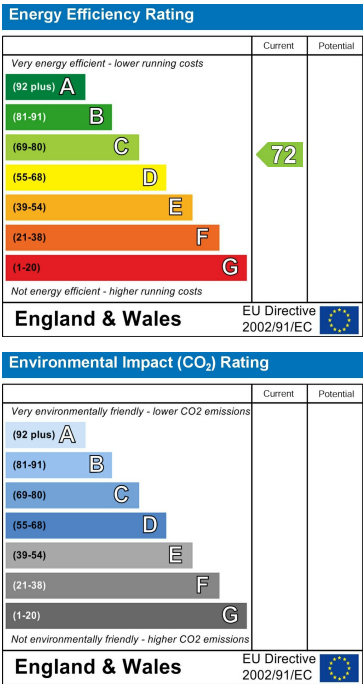 Energy Efficiency Rating
Current Potential
Very energy efficient - lower running costs
(92 plus) A
(81-91) B
(69-80) C
72
(55-68) D
(39-54) E
(21-38) F
(1-20) G
Not energy efficient - higher running costs
England & Wales
EU Directive
2002/91/EC
Environmental Impact (CO₂) Rating
Current Potential
Very environmentally friendly - lower CO2 emissions
(92 plus) A
(81-91) B
(69-80) C
(55-68) D
(39-54) E
(21-38) F
(1-20) G
Not environmentally friendly - higher CO2 emissions
England & Wales
EU Directive
2002/91/EC